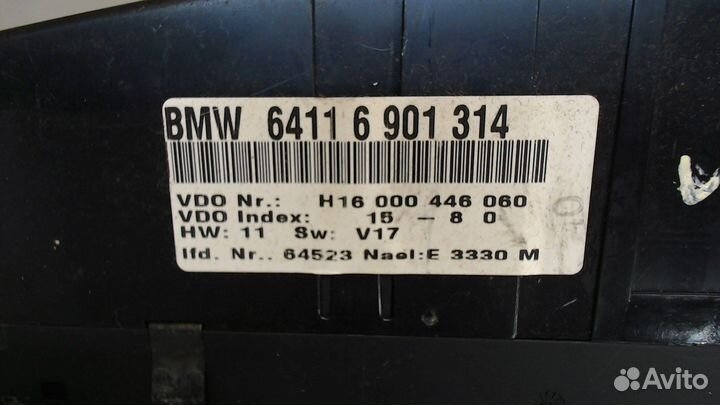 BMW 6411 6 901 314
VDO Nr.: H16 000 446 060
VDO Index: 15 - 8 0
HW: 11 Sw: V17
lfd. Nr.. 64523 Nael:E 3330 M
Avito